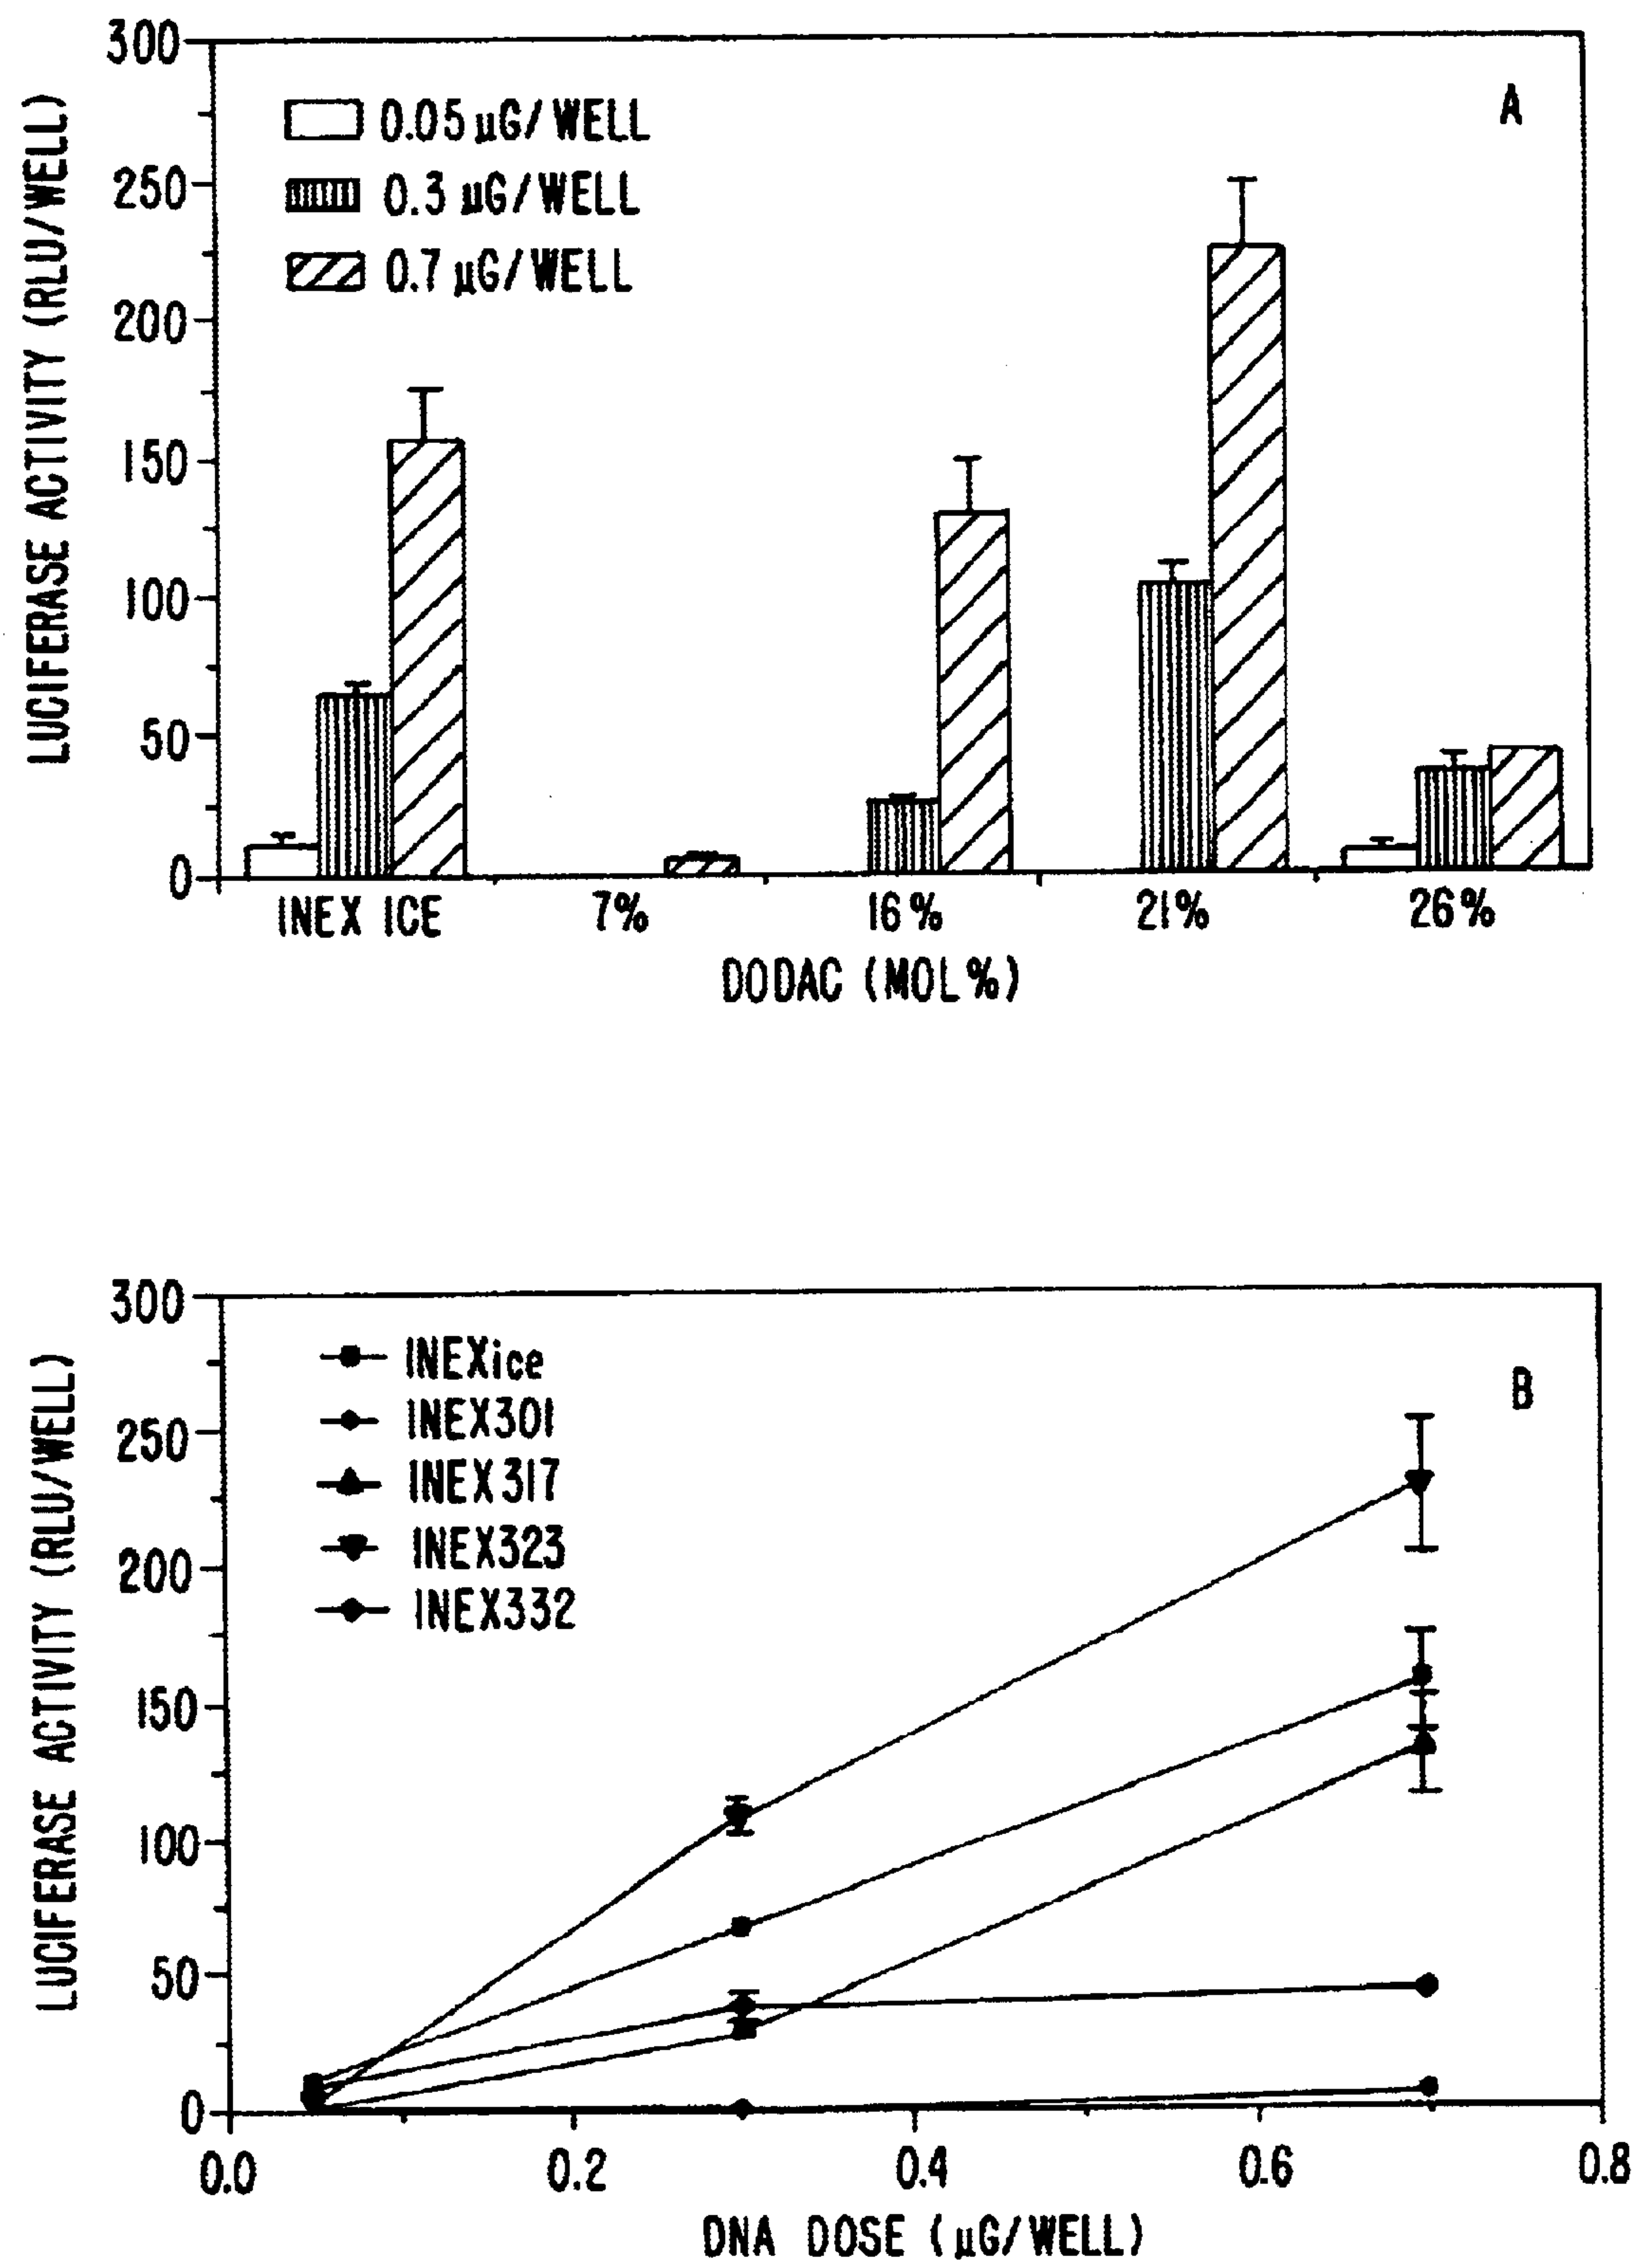 LUCIFERASE ACTIVITY (RLU/WELL)
300
250
200
150
100
50
0
0.05 µG/WELL
0.3 µG/WELL
0.7 µG/WELL
A
INEX ICE 7% 16% 21% 26%
DODAC (MOL%)
LUCIFERASE ACTIVITY (RLU/WELL)
300
250
200
150
100
50
0
INEXice
INEX301
INEX317
INEX323
INEX332
B
0.0 0.2 0.4 0.6 0.8
DNA DOSE (µG/WELL)